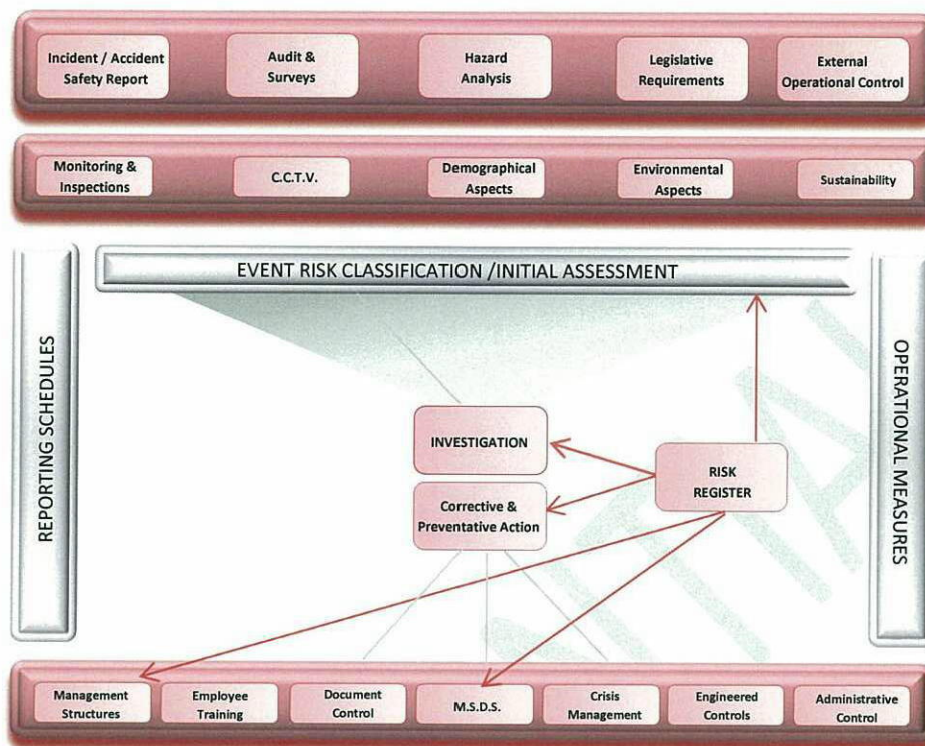 Incident / Accident
Safety Report
Audit &
Surveys
Hazard
Analysis
Legislative
Requirements
External
Operational Control
Monitoring &
Inspections
C.C.T.V.
Demographical
Aspects
Environmental
Aspects
Sustainability
EVENT RISK CLASSIFICATION /INITIAL ASSESSMENT
REPORTING SCHEDULES
OPERATIONAL MEASURES
INVESTIGATION
RISK
REGISTER
Corrective &
Preventative Action
Management
Structures
Employee
Training
Document
Control
M.S.D.S.
Crisis
Management
Engineered
Controls
Administrative
Control